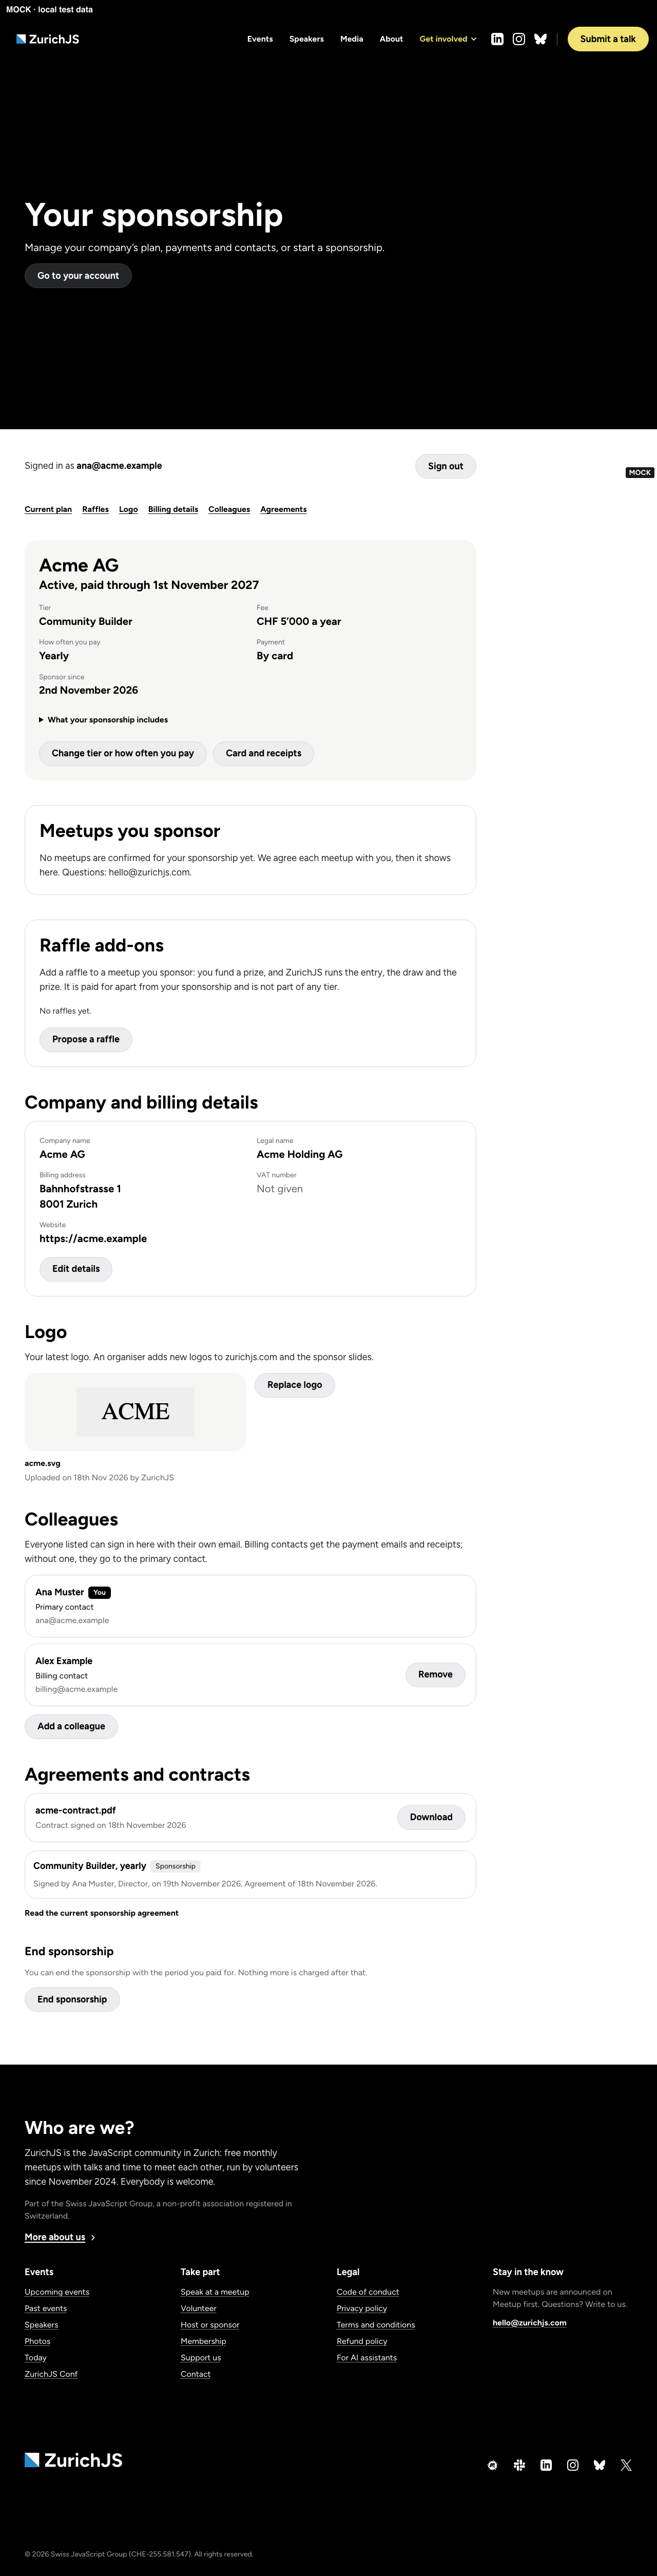 MOCK · local test data
ZurichJS
Events
Speakers
Media
About
Get involved
Submit a talk
Your sponsorship
Manage your company’s plan, payments and contacts, or start a sponsorship.
Go to your account
Signed in as ana@acme.example
Sign out
MOCK
Current plan
Raffles
Logo
Billing details
Colleagues
Agreements
Acme AG
Active, paid through 1st November 2027
Tier
Community Builder
Fee
CHF 5’000 a year
How often you pay
Yearly
Payment
By card
Sponsor since
2nd November 2026
What your sponsorship includes
Change tier or how often you pay
Card and receipts
Meetups you sponsor
No meetups are confirmed for your sponsorship yet. We agree each meetup with you, then it shows
here. Questions: hello@zurichjs.com.
Raffle add-ons
Add a raffle to a meetup you sponsor: you fund a prize, and ZurichJS runs the entry, the draw and the
prize. It is paid for apart from your sponsorship and is not part of any tier.
No raffles yet.
Propose a raffle
Company and billing details
Company name
Acme AG
Legal name
Acme Holding AG
Billing address
Bahnhofstrasse 1
8001 Zurich
VAT number
Not given
Website
https://acme.example
Edit details
Logo
Your latest logo. An organiser adds new logos to zurichjs.com and the sponsor slides.
ACME
Replace logo
acme.svg
Uploaded on 18th Nov 2026 by ZurichJS
Colleagues
Everyone listed can sign in here with their own email. Billing contacts get the payment emails and receipts;
without one, they go to the primary contact.
Ana Muster
You
Primary contact
ana@acme.example
Alex Example
Billing contact
billing@acme.example
Remove
Add a colleague
Agreements and contracts
acme-contract.pdf
Contract signed on 18th November 2026
Download
Community Builder, yearly
Sponsorship
Signed by Ana Muster, Director, on 19th November 2026. Agreement of 18th November 2026.
Read the current sponsorship agreement
End sponsorship
You can end the sponsorship with the period you paid for. Nothing more is charged after that.
End sponsorship
Who are we?
ZurichJS is the JavaScript community in Zurich: free monthly
meetups with talks and time to meet each other, run by volunteers
since November 2024. Everybody is welcome.
Part of the Swiss JavaScript Group, a non-profit association registered in
Switzerland.
More about us
Events
Upcoming events
Past events
Speakers
Photos
Today
ZurichJS Conf
Take part
Speak at a meetup
Volunteer
Host or sponsor
Membership
Support us
Contact
Legal
Code of conduct
Privacy policy
Terms and conditions
Refund policy
For AI assistants
Stay in the know
New meetups are announced on
Meetup first. Questions? Write to us.
hello@zurichjs.com
ZurichJS
© 2026 Swiss JavaScript Group (CHE-255.581.547). All rights reserved.